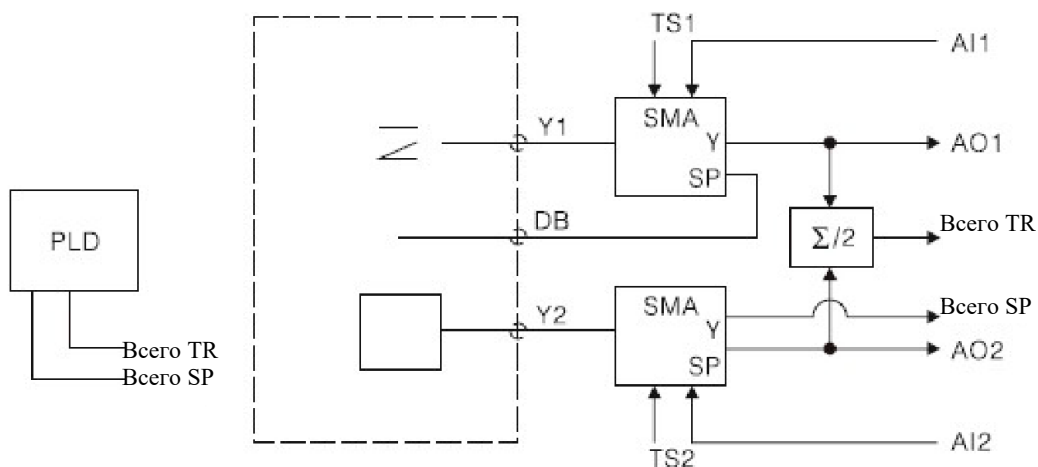 TS1
AI1
SMA
Y1
Y
AO1
SP
PLD
DB
Σ/2
Всего TR
SMA
Y2
Y
Всего SP
SP
AO2
Всего TR
Всего SP
TS2
AI2